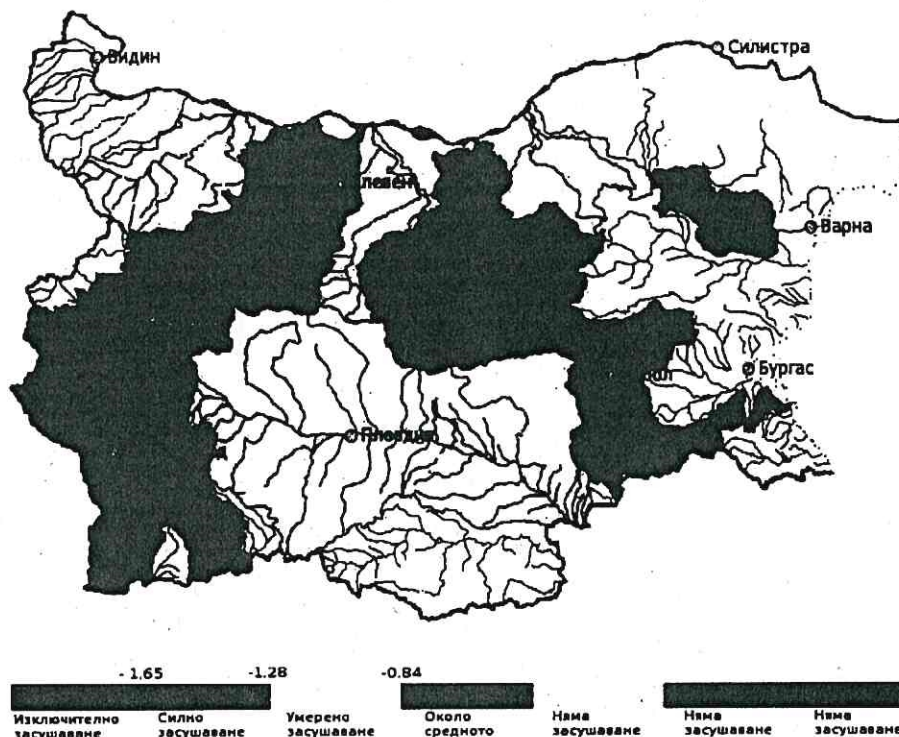 Видин
Силистра
левен
Варна
Бургас
Пловдив
-1.65 -1.28 -0.84
Изключително засушаване
Силно засушаване
Умерено засушаване
Около средното
Няма засушаване
Няма засушаване
Няма засушаване